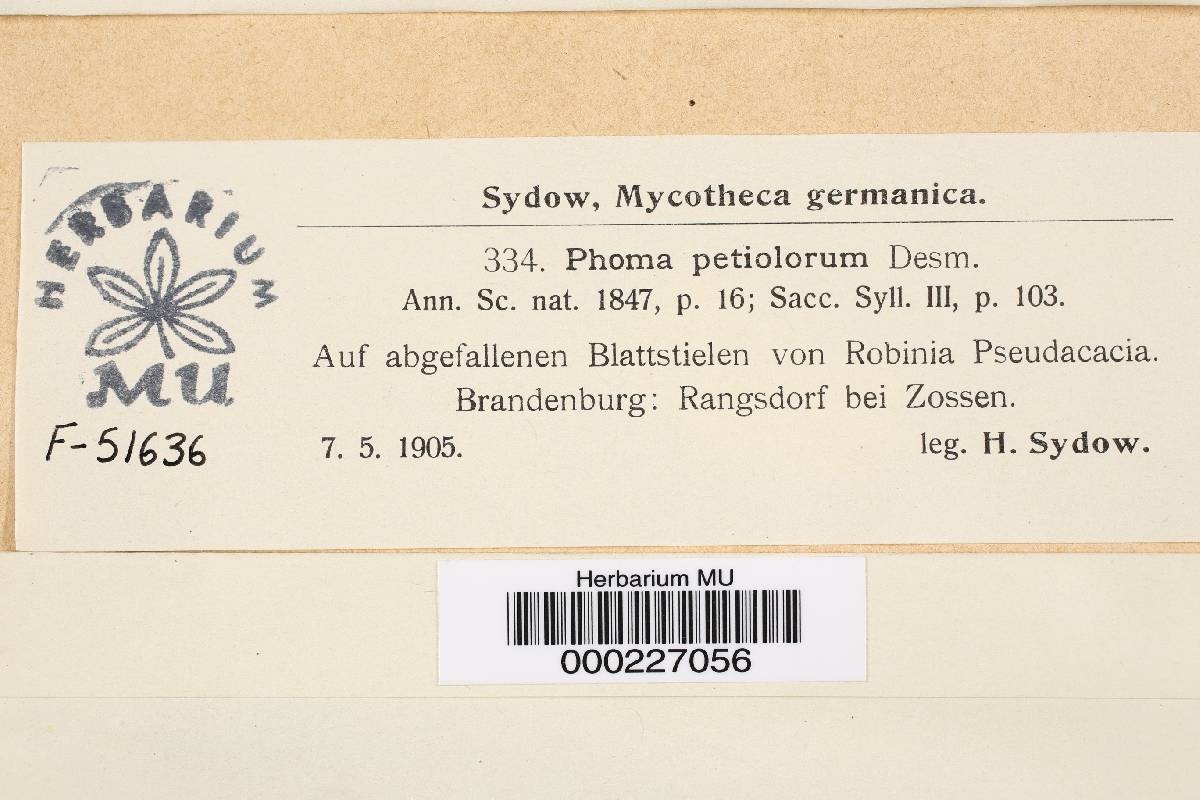 Sydow, Mycotheca germanica.
334. Phoma petiolorum Desm.
Ann. Sc. nat. 1847, p. 16; Sacc. Syll. III, p. 103.
Auf abgefallenen Blattstielen von Robinia Pseudacacia.
Brandenburg: Rangsdorf bei Zossen.
7. 5. 1905. leg. H. Sydow.
HERBARIUM
MU
F-51636
Herbarium MU
000227056